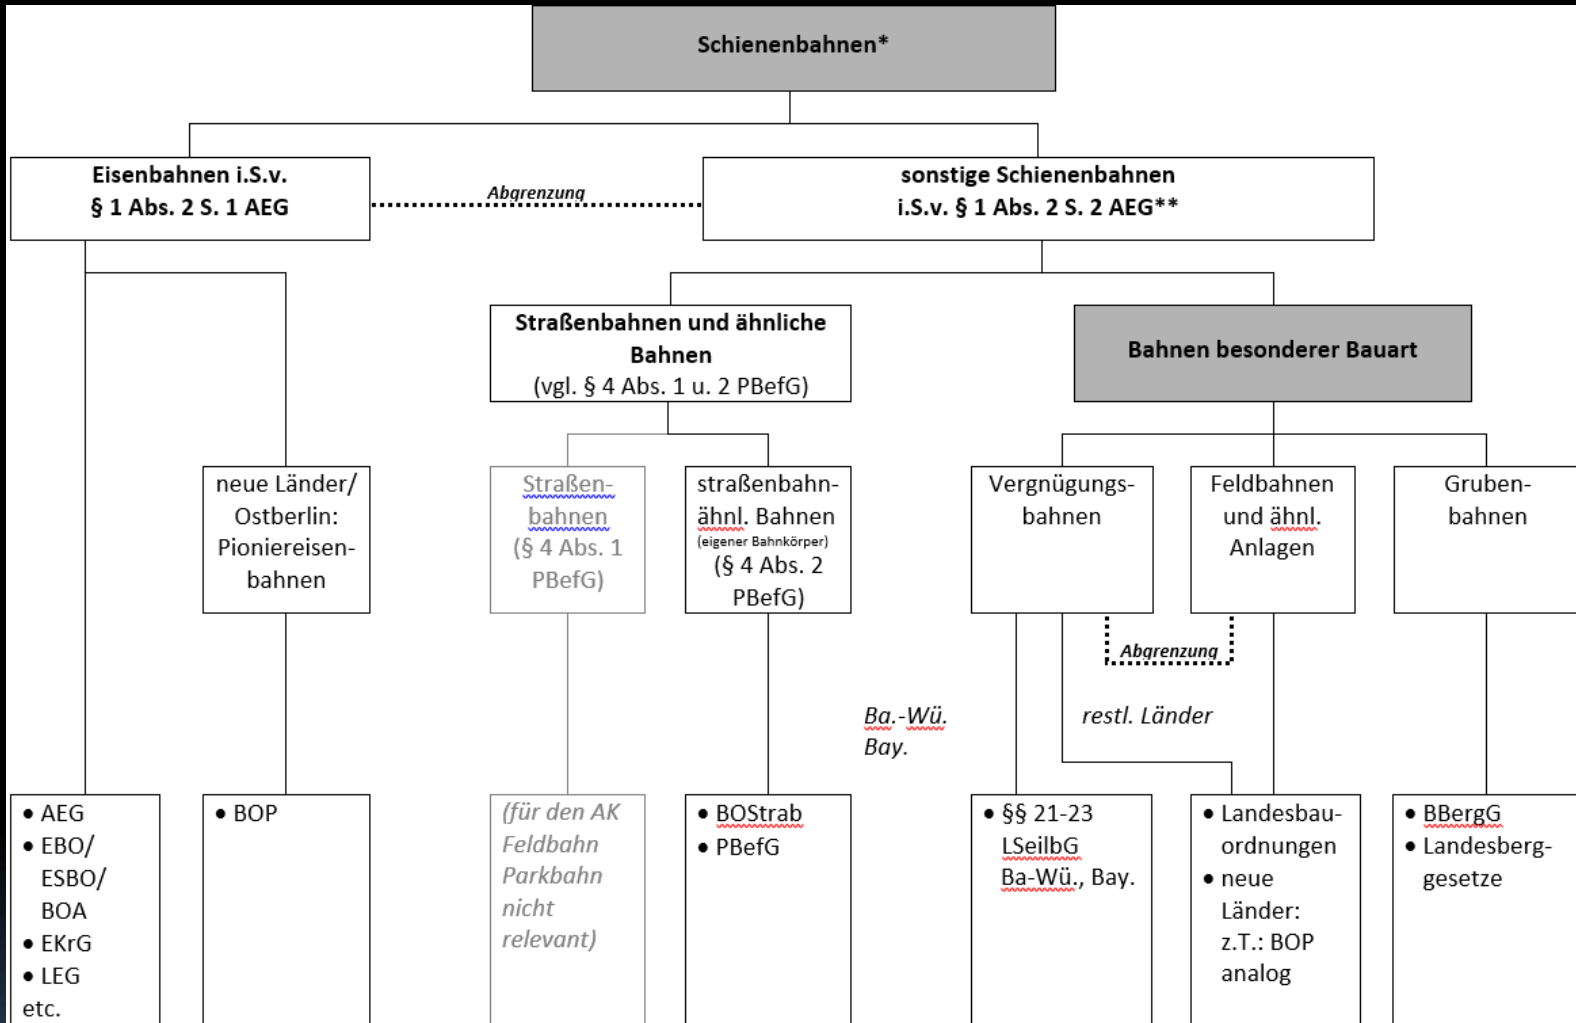 Schienenbahnen*
Eisenbahnen i.S.v.
§ 1 Abs. 2 S. 1 AEG
Abgrenzung
sonstige Schienenbahnen
i.S.v. § 1 Abs. 2 S. 2 AEG**
Straßenbahnen und ähnliche
Bahnen
(vgl. § 4 Abs. 1 u. 2 PBefG)
Bahnen besonderer Bauart
neue Länder/
Ostberlin:
Pioniereisen-
bahnen
Straßen-
bahnen
(§ 4 Abs. 1
PBefG)
straßenbahn-
ähnl. Bahnen
(eigener Bahnkörper)
(§ 4 Abs. 2
PBefG)
Vergnügungs-
bahnen
Feldbahnen
und ähnl.
Anlagen
Gruben-
bahnen
Abgrenzung
Ba.-Wü.
Bay.
restl. Länder
• AEG
• EBO/
ESBO/
BOA
• EKrG
• LEG
etc.
• BOP
(für den AK
Feldbahn
Parkbahn
nicht
relevant)
• BOStrab
• PBefG
• §§ 21-23
LSeilbG
Ba-Wü., Bay.
• Landesbau-
ordnungen
• neue
Länder:
z.T.: BOP
analog
• BBergG
• Landesberg-
gesetze